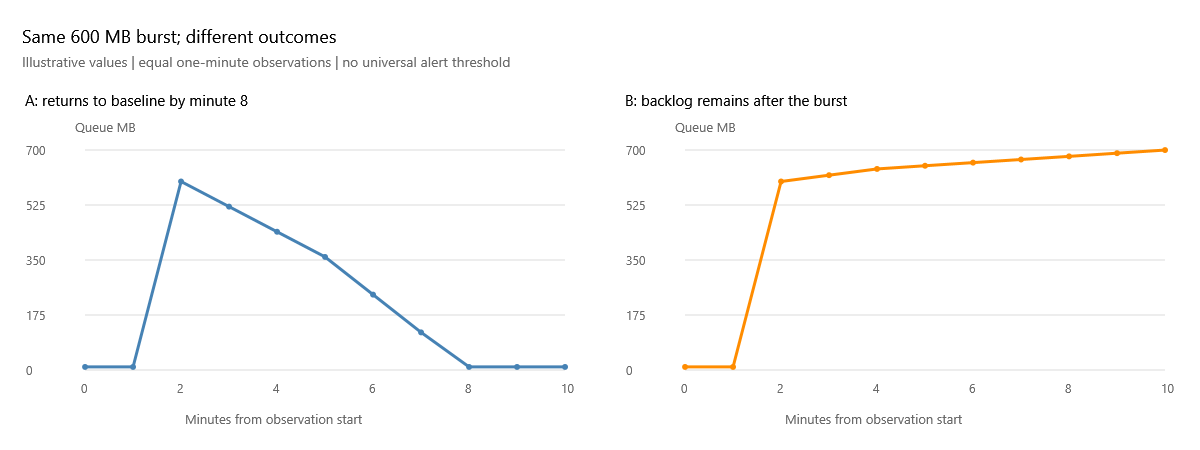 Same 600 MB burst; different outcomes
Illustrative values | equal one-minute observations | no universal alert threshold
A: returns to baseline by minute 8
Queue MB
700
525
350
175
0
0 2 4 6 8 10
Minutes from observation start
B: backlog remains after the burst
Queue MB
700
525
350
175
0
0 2 4 6 8 10
Minutes from observation start